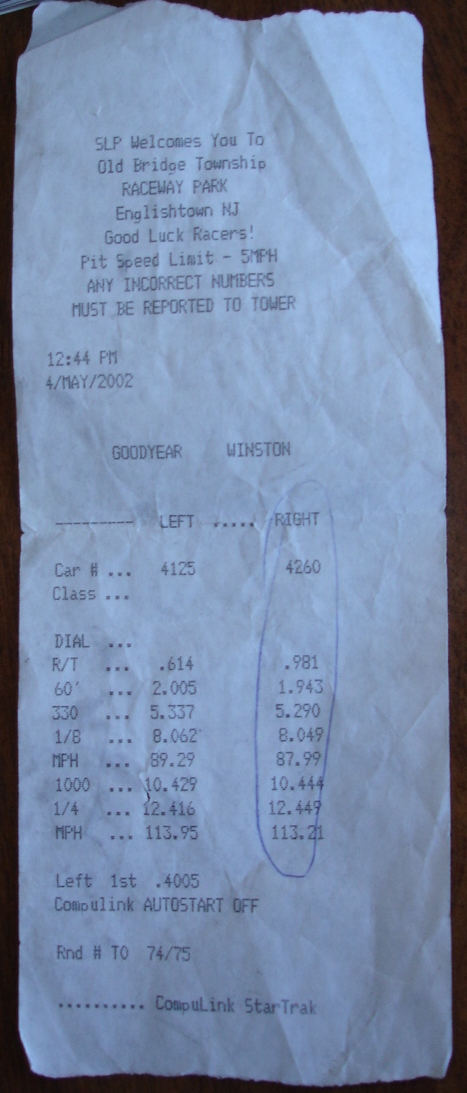 SLP Welcomes You To
Old Bridge Township
RACEWAY PARK
Englishtown NJ
Good Luck Racers!
Pit Speed Limit - 5MPH
ANY INCORRECT NUMBERS
MUST BE REPORTED TO TOWER
12:44 PM
4/MAY/2002
GOODYEAR WINSTON
--------- LEFT ..... RIGHT
Car # ... 4125 4260
Class ...
DIAL ...
R/T ... .614 .981
60' ... 2.005 1.943
330 ... 5.337 5.290
1/8 ... 8.062 8.049
MPH ... 89.29 87.99
1000 ... 10.429 10.444
1/4 ... 12.416 12.449
MPH ... 113.95 113.21
Left 1st .4005
Compulink AUTOSTART OFF
Rnd # TO 74/75
.......... CompuLink StarTrak